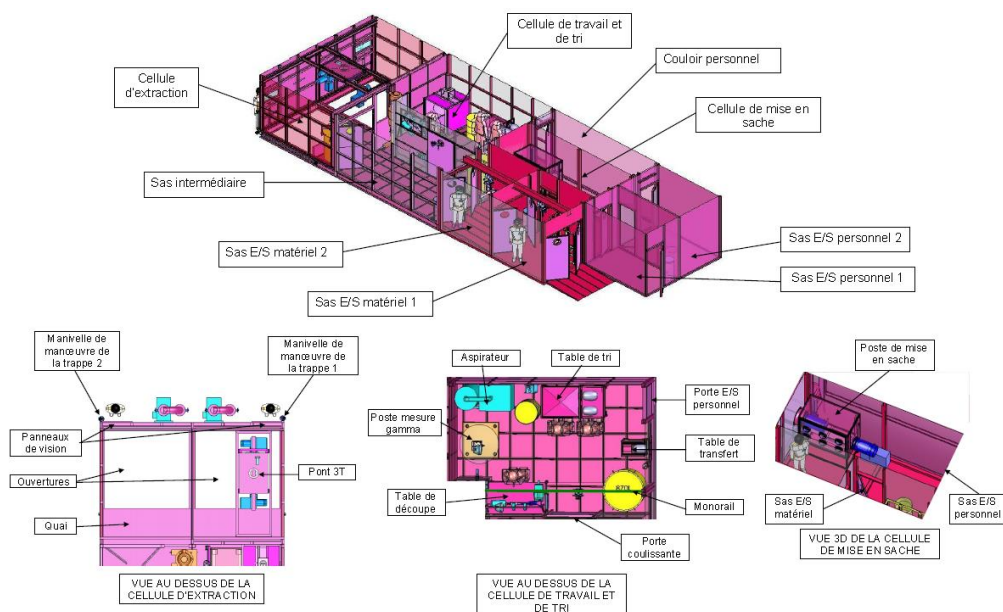 Cellule de travail et
de tri
Couloir personnel
Cellule
d'extraction
Cellule de mise en
sache
Sas intermédiaire
Sas E/S matériel 2
Sas E/S personnel 2
Sas E/S personnel 1
Sas E/S matériel 1
Manivelle de
manœuvre de
la trappe 2
Manivelle de
manœuvre de
la trappe 1
Panneaux
de vision
Ouvertures
Pont 3T
Quai
VUE AU DESSUS DE LA
CELLULE D'EXTRACTION
Aspirateur
Table de tri
Porte E/S
personnel
Poste mesure
gamma
Table de
transfert
Table de
découpe
Monorail
Porte
coulissante
VUE AU DESSUS DE LA
CELLULE DE TRAVAIL ET
DE TRI
Poste de mise
en sache
Sas E/S
matériel
Sas E/S
personnel
VUE 3D DE LA CELLULE
DE MISE EN SACHE